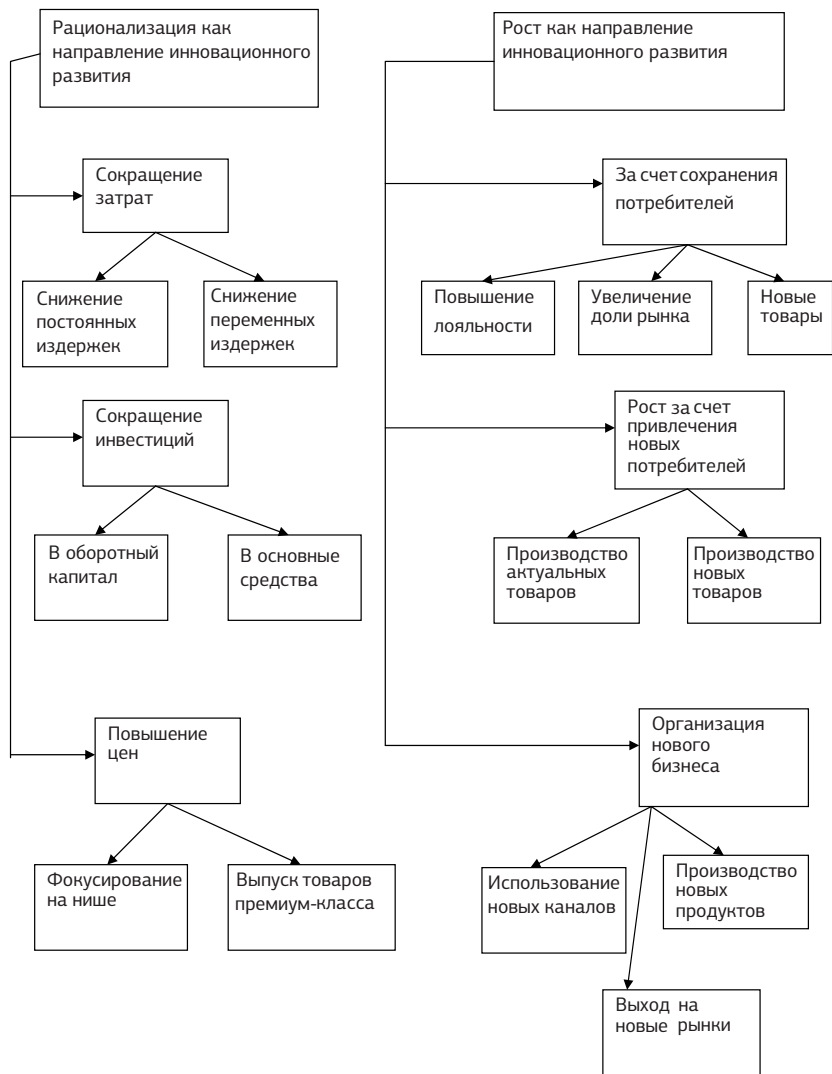 Рационализация как
направление инновационного
развития
Рост как направление
инновационного развития
Сокращение
затрат
За счет сохранения
потребителей
Снижение
постоянных
издержек
Снижение
переменных
издержек
Повышение
лояльности
Увеличение
доли рынка
Новые
товары
Сокращение
инвестиций
Рост за счет
привлечения
новых
потребителей
В оборотный
капитал
В основные
средства
Производство
актуальных
товаров
Производство
новых
товаров
Повышение
цен
Организация
нового
бизнеса
Фокусирование
на нише
Выпуск товаров
премиум-класса
Использование
новых каналов
Производство
новых
продуктов
Выход на
новые рынки